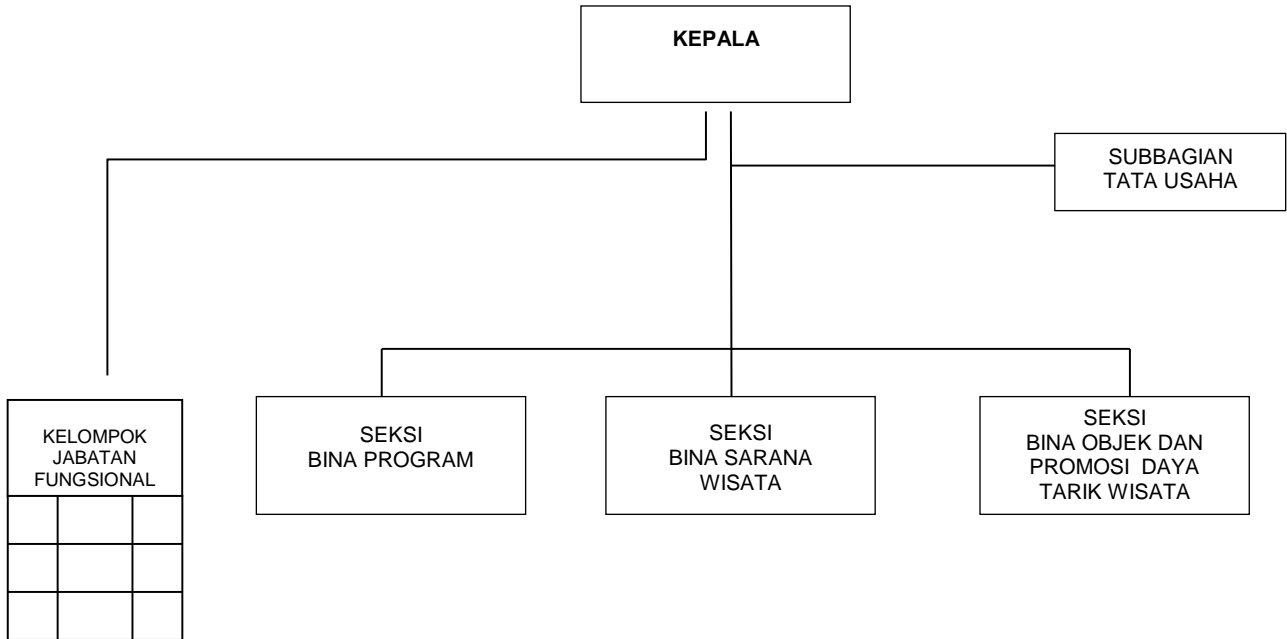 KEPALA
SUBBAGIAN
TATA USAHA
KELOMPOK
JABATAN
FUNGSIONAL
SEKSI
BINA PROGRAM
SEKSI
BINA SARANA
WISATA
SEKSI
BINA OBJEK DAN
PROMOSI DAYA
TARIK WISATA